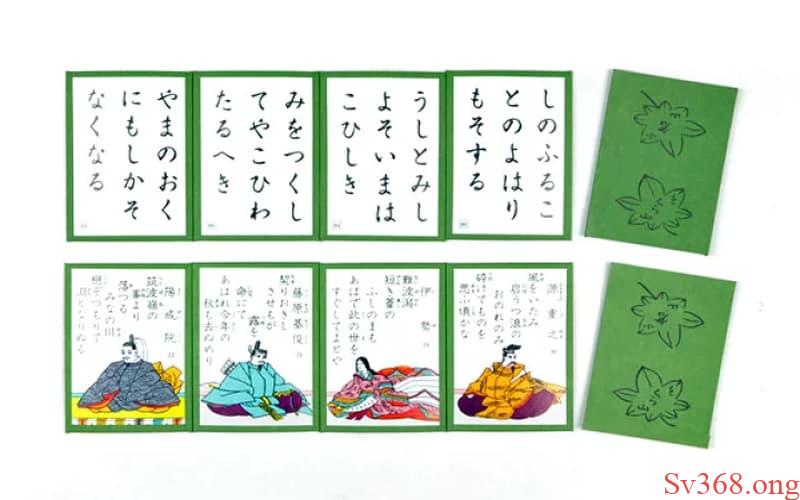 やまのおく
にもしかそ
なくなる
みをつくし
てやこひわ
たるへき
うしとみし
よそいまは
こひしき
しのふるこ
とのよはり
もそする
陽成院
筑波嶺の
峯より
落つる
みなの川
恋ぞつもりて
淵となりぬる
藤原基俊
契りおきし
させもが
露を
命にて
あはれ今年の
秋も去ぬめり
伊勢
難波潟
短き蘆の
ふしのまも
あはで此の世を
すぐしてよとや
源重之
風をいたみ
岩うつ浪の
おのれのみ
砕けてものを
思ふ頃かな
Sv368.ong